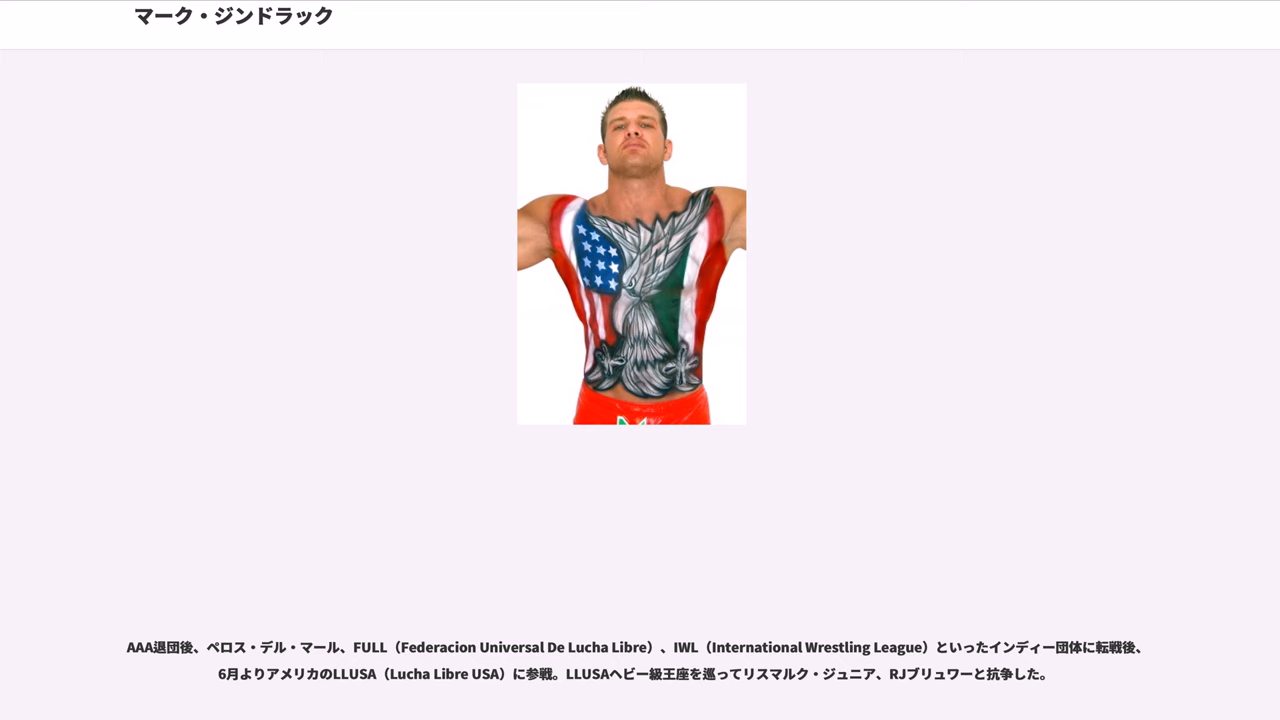 マーク・ジンドラック
AAA退団後、ペロス・デル・マール、FULL（Federacion Universal De Lucha Libre）、IWL（International Wrestling League）といったインディー団体に転戦後、
6月よりアメリカのLLUSA（Lucha Libre USA）に参戦。LLUSAヘビー級王座を巡ってリスマルク・ジュニア、RJブリュワーと抗争した。